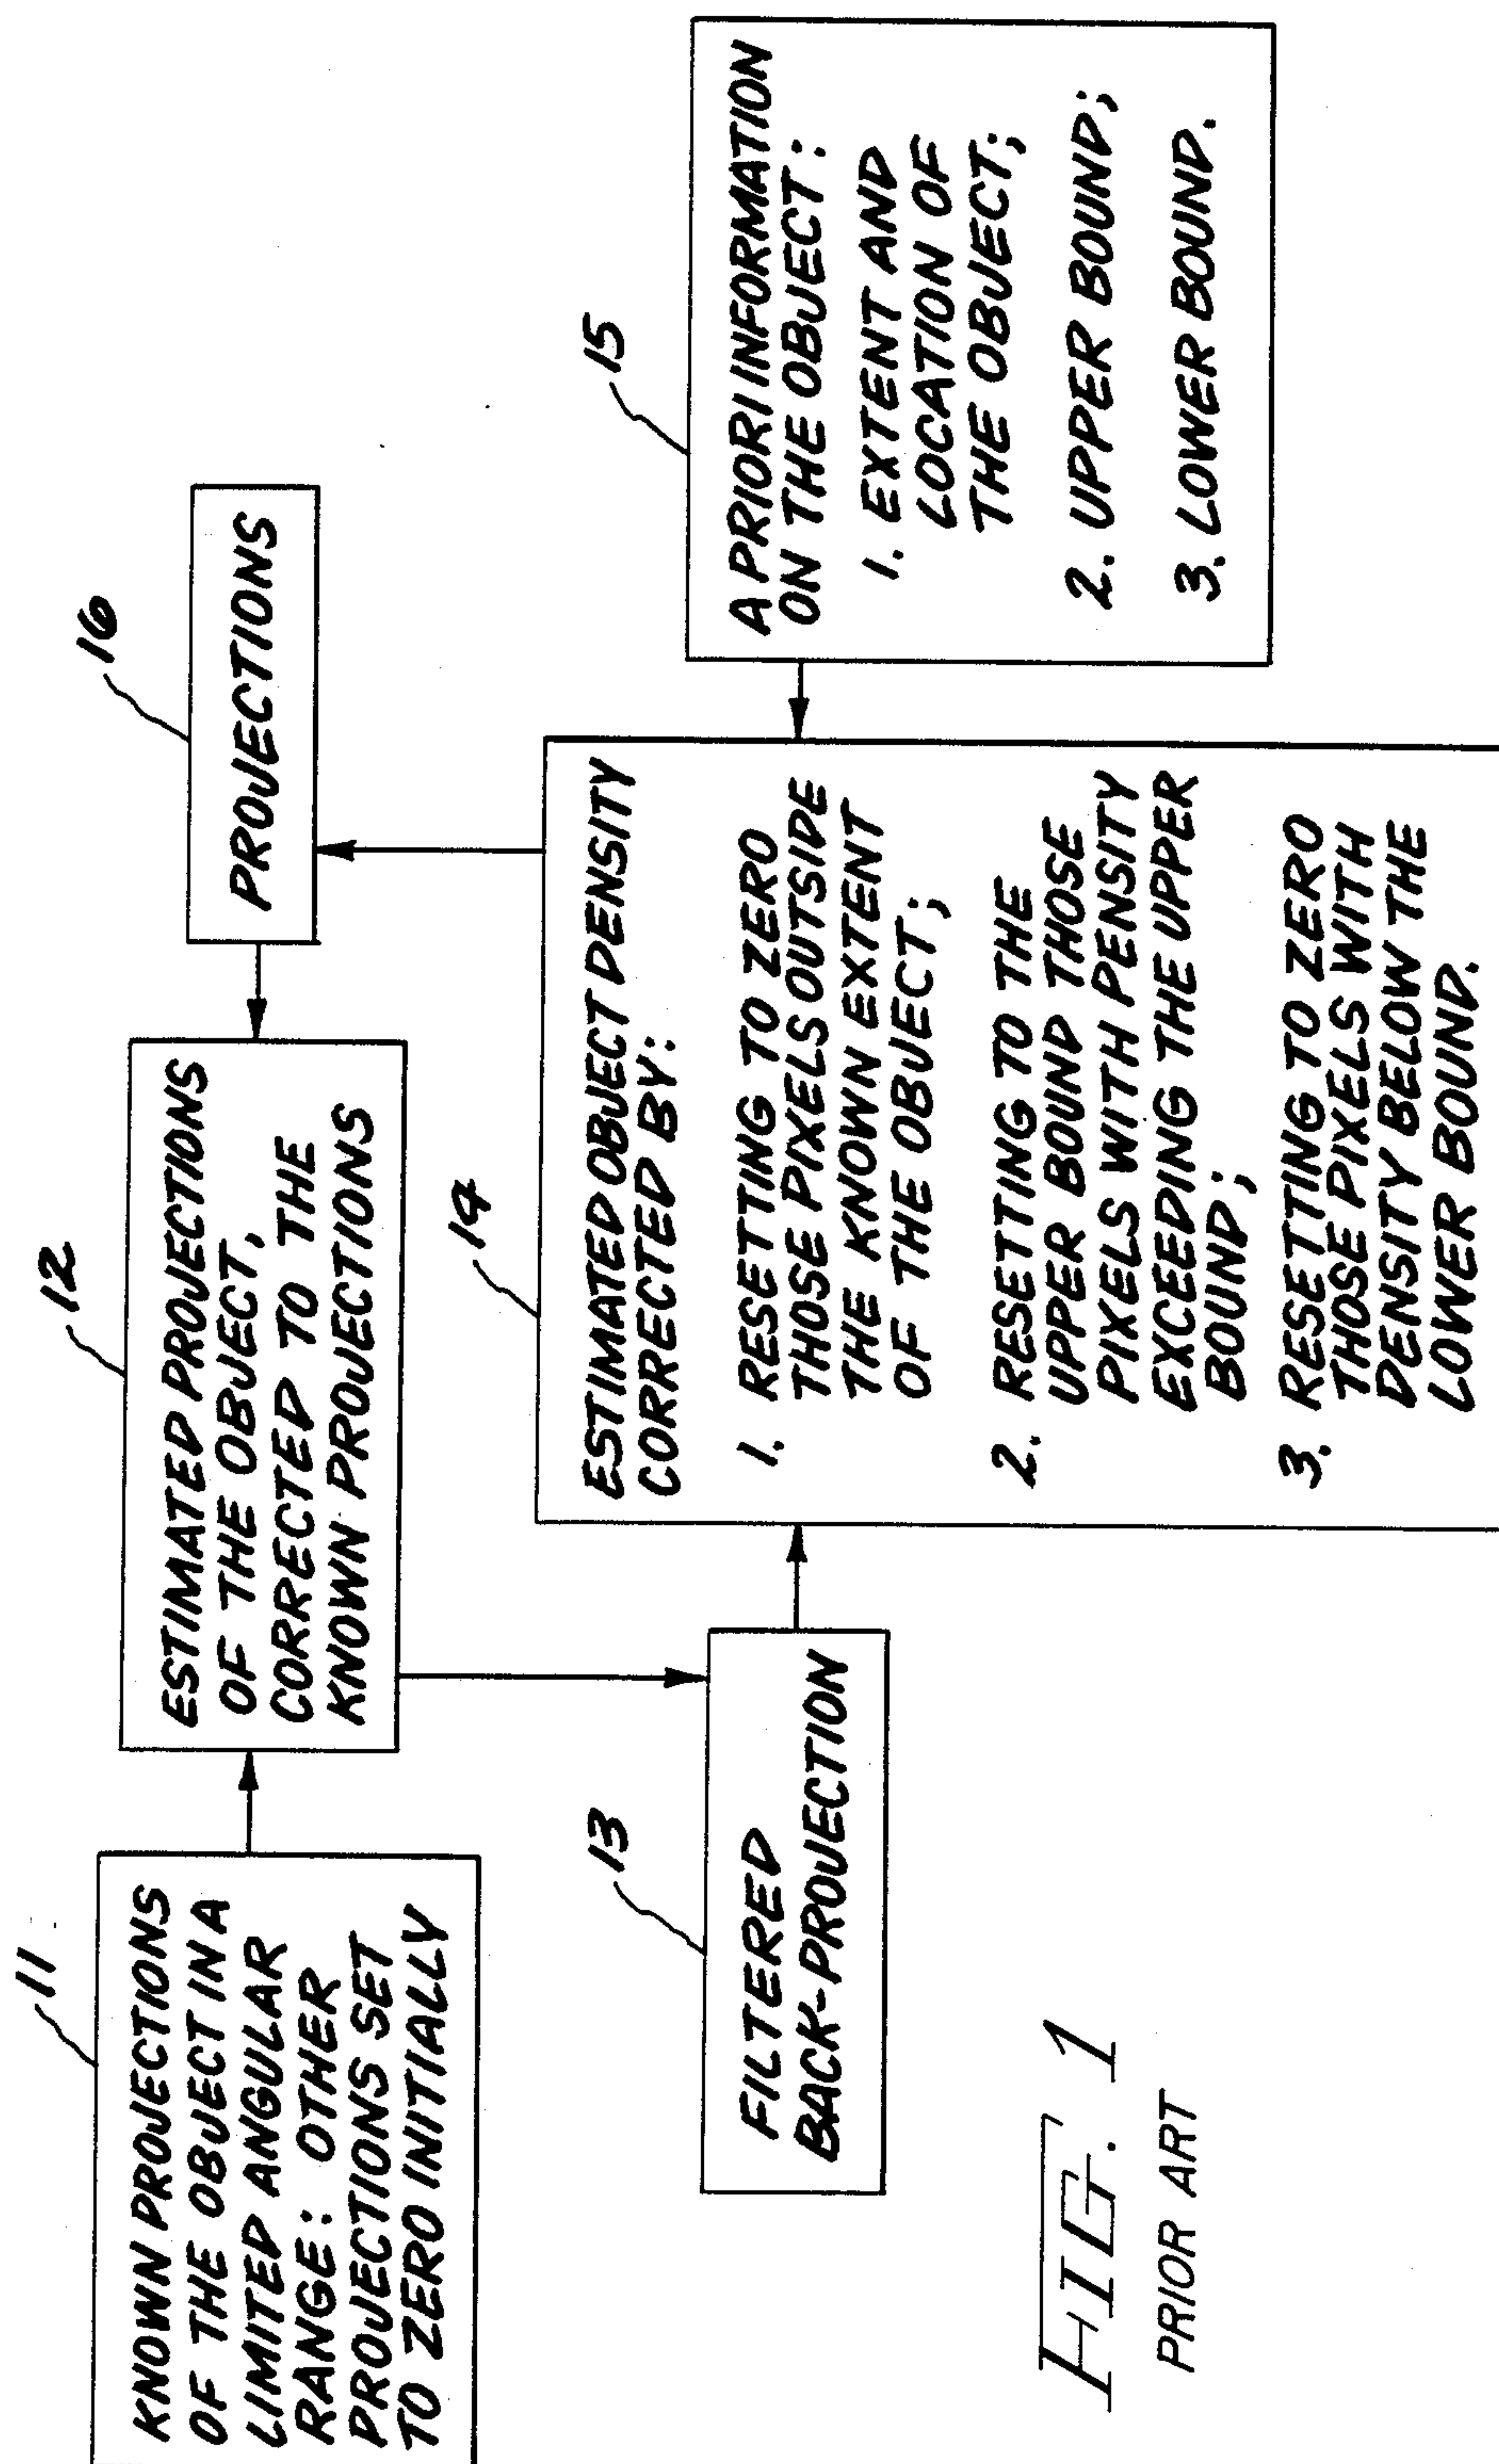 11
KNOWN PROJECTIONS
OF THE OBJECT IN A
LIMITED ANGULAR
RANGE: OTHER
PROJECTIONS SET
TO ZERO INITIALLY
12
ESTIMATED PROJECTIONS
OF THE OBJECT,
CORRECTED TO THE
KNOWN PROJECTIONS
16
PROJECTIONS
13
FILTERED
BACK-PROJECTION
14
ESTIMATED OBJECT DENSITY
CORRECTED BY:
1. RESETTING TO ZERO
THOSE PIXELS OUTSIDE
THE KNOWN EXTENT
OF THE OBJECT;
2. RESETTING TO THE
UPPER BOUND THOSE
PIXELS WITH DENSITY
EXCEEDING THE UPPER
BOUND;
3. RESETTING TO ZERO
THOSE PIXELS WITH
DENSITY BELOW THE
LOWER BOUND.
15
A PRIORI INFORMATION
ON THE OBJECT:
1. EXTENT AND
LOCATION OF
THE OBJECT;
2. UPPER BOUND;
3. LOWER BOUND.
FIG. 1
PRIOR ART